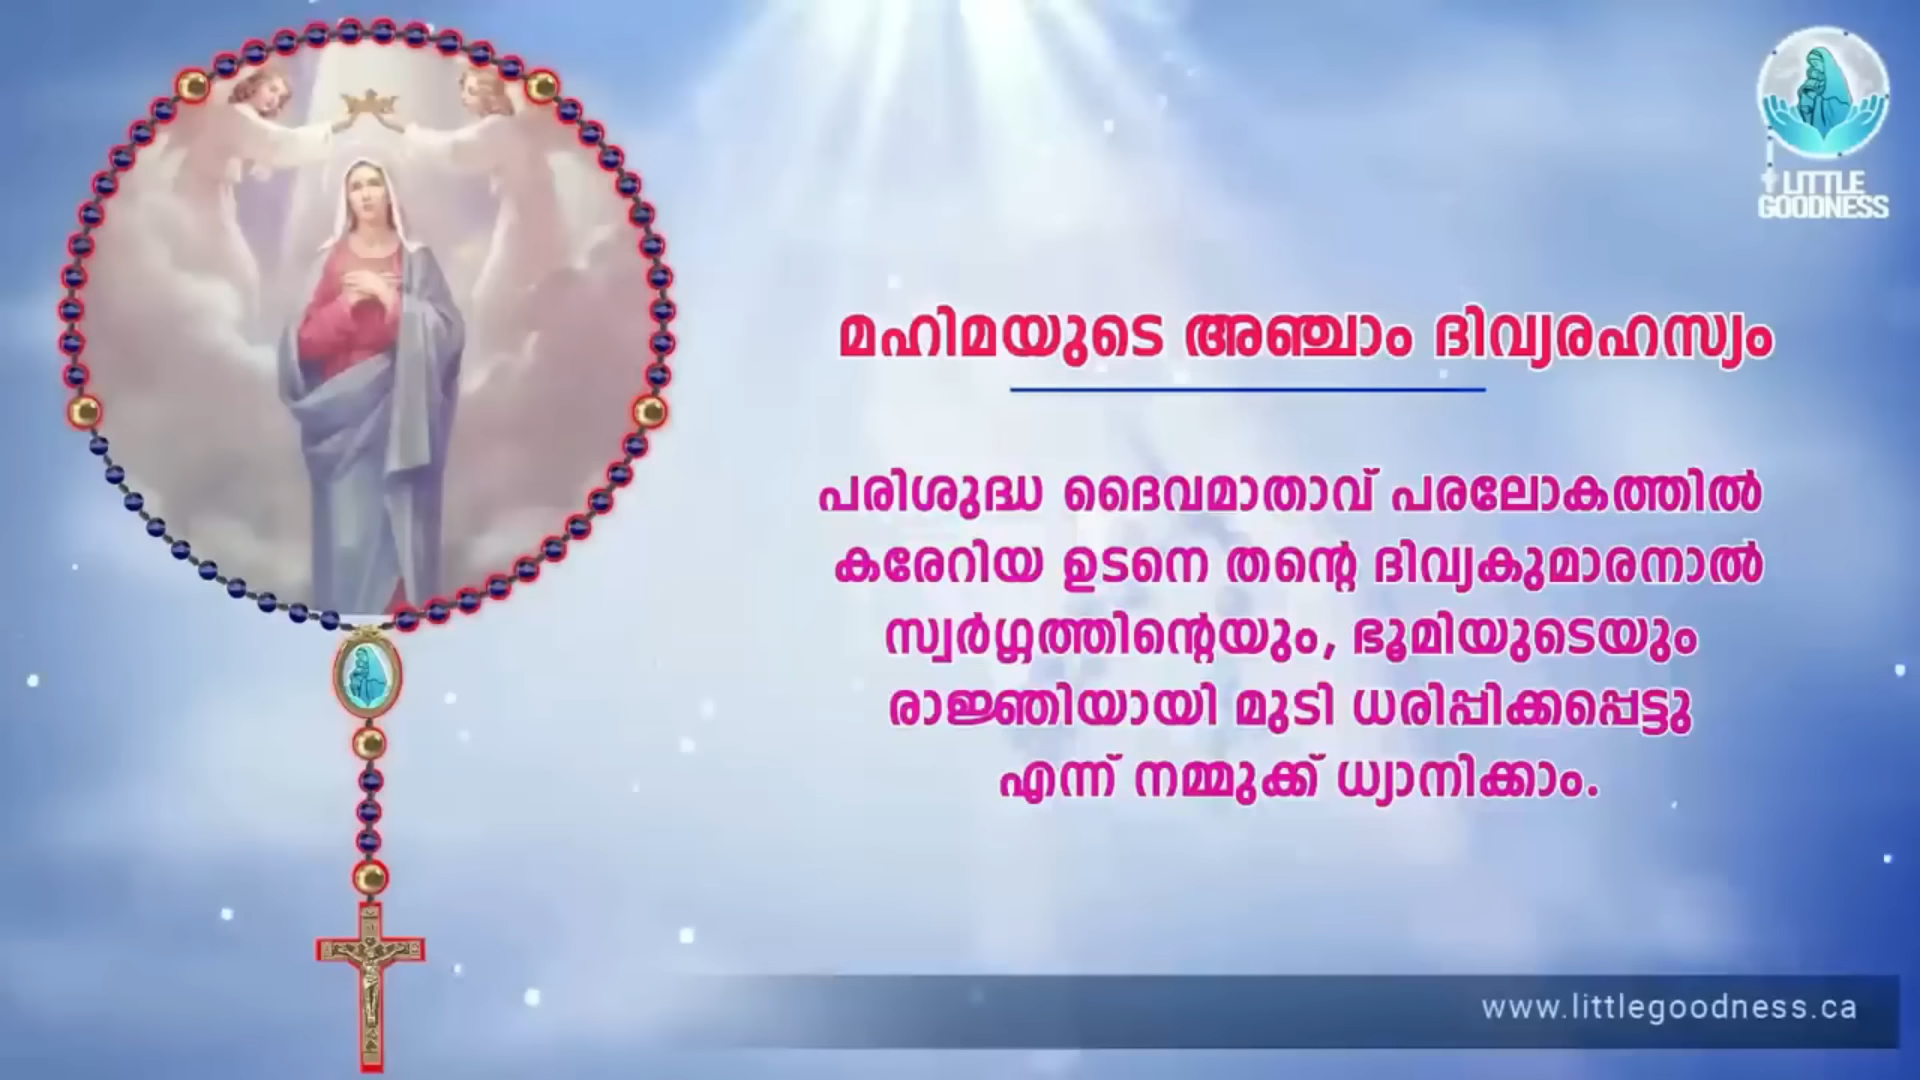 LITTLE
GOODNESS
മഹിമയുടെ അഞ്ചാം ദിവ്യരഹസ്യം
പരിശുദ്ധ ദൈവമാതാവ് പരലോകത്തിൽ
കരേറിയ ഉടനെ തന്റെ ദിവ്യകുമാരനാൽ
സ്വർഗ്ഗത്തിന്റെയും, ഭൂമിയുടെയും
രാജ്ഞിയായി മുടി ധരിപ്പിക്കപ്പെട്ടു
എന്ന് നമ്മുക്ക് ധ്യാനിക്കാം.
www.littlegoodness.ca